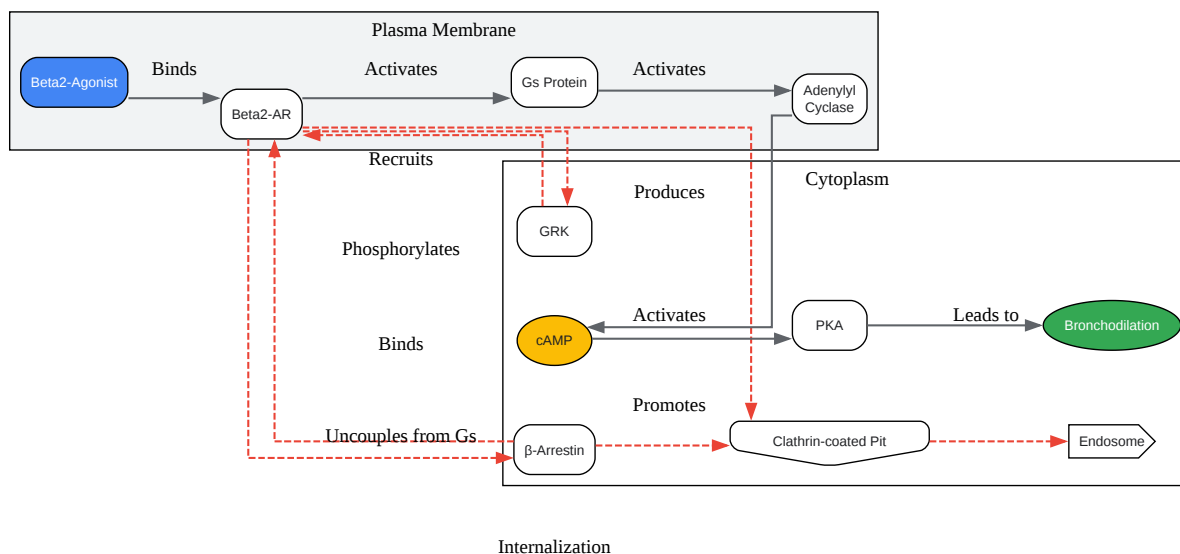 Plasma Membrane
Beta2-Agonist
Binds
Activates
Gs Protein
Activates
Adenylyl
Cyclase
Beta2-AR
Recruits
Cytoplasm
Produces
GRK
Phosphorylates
Activates
PKA
Leads to
Bronchodilation
cAMP
Binds
Promotes
Uncouples from Gs
β-Arrestin
Clathrin-coated Pit
Endosome
Internalization